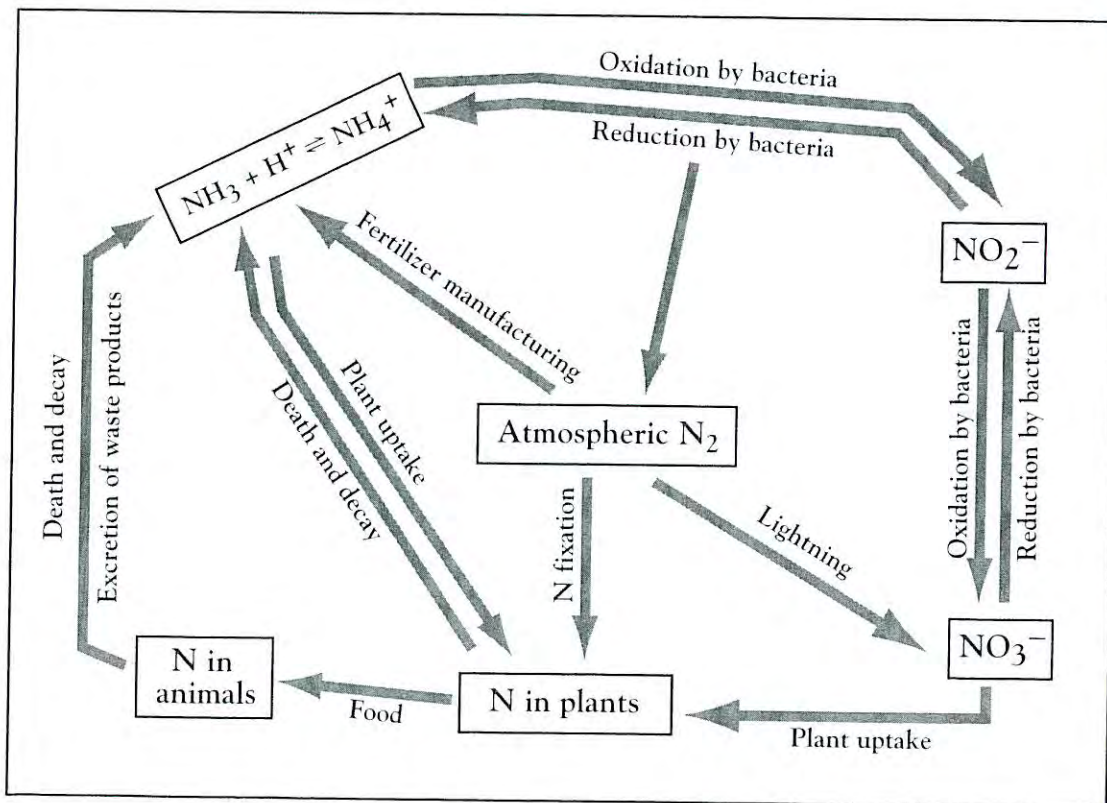 Oxidation by bacteria
Reduction by bacteria
NH₃ + H⁺ ⇌ NH₄⁺
NO₂⁻
Fertilizer manufacturing
Death and decay
Excretion of waste products
Plant uptake
Death and decay
Atmospheric N₂
Oxidation by bacteria
Reduction by bacteria
N fixation
Lightning
NO₃⁻
N in
animals
Food
N in plants
Plant uptake